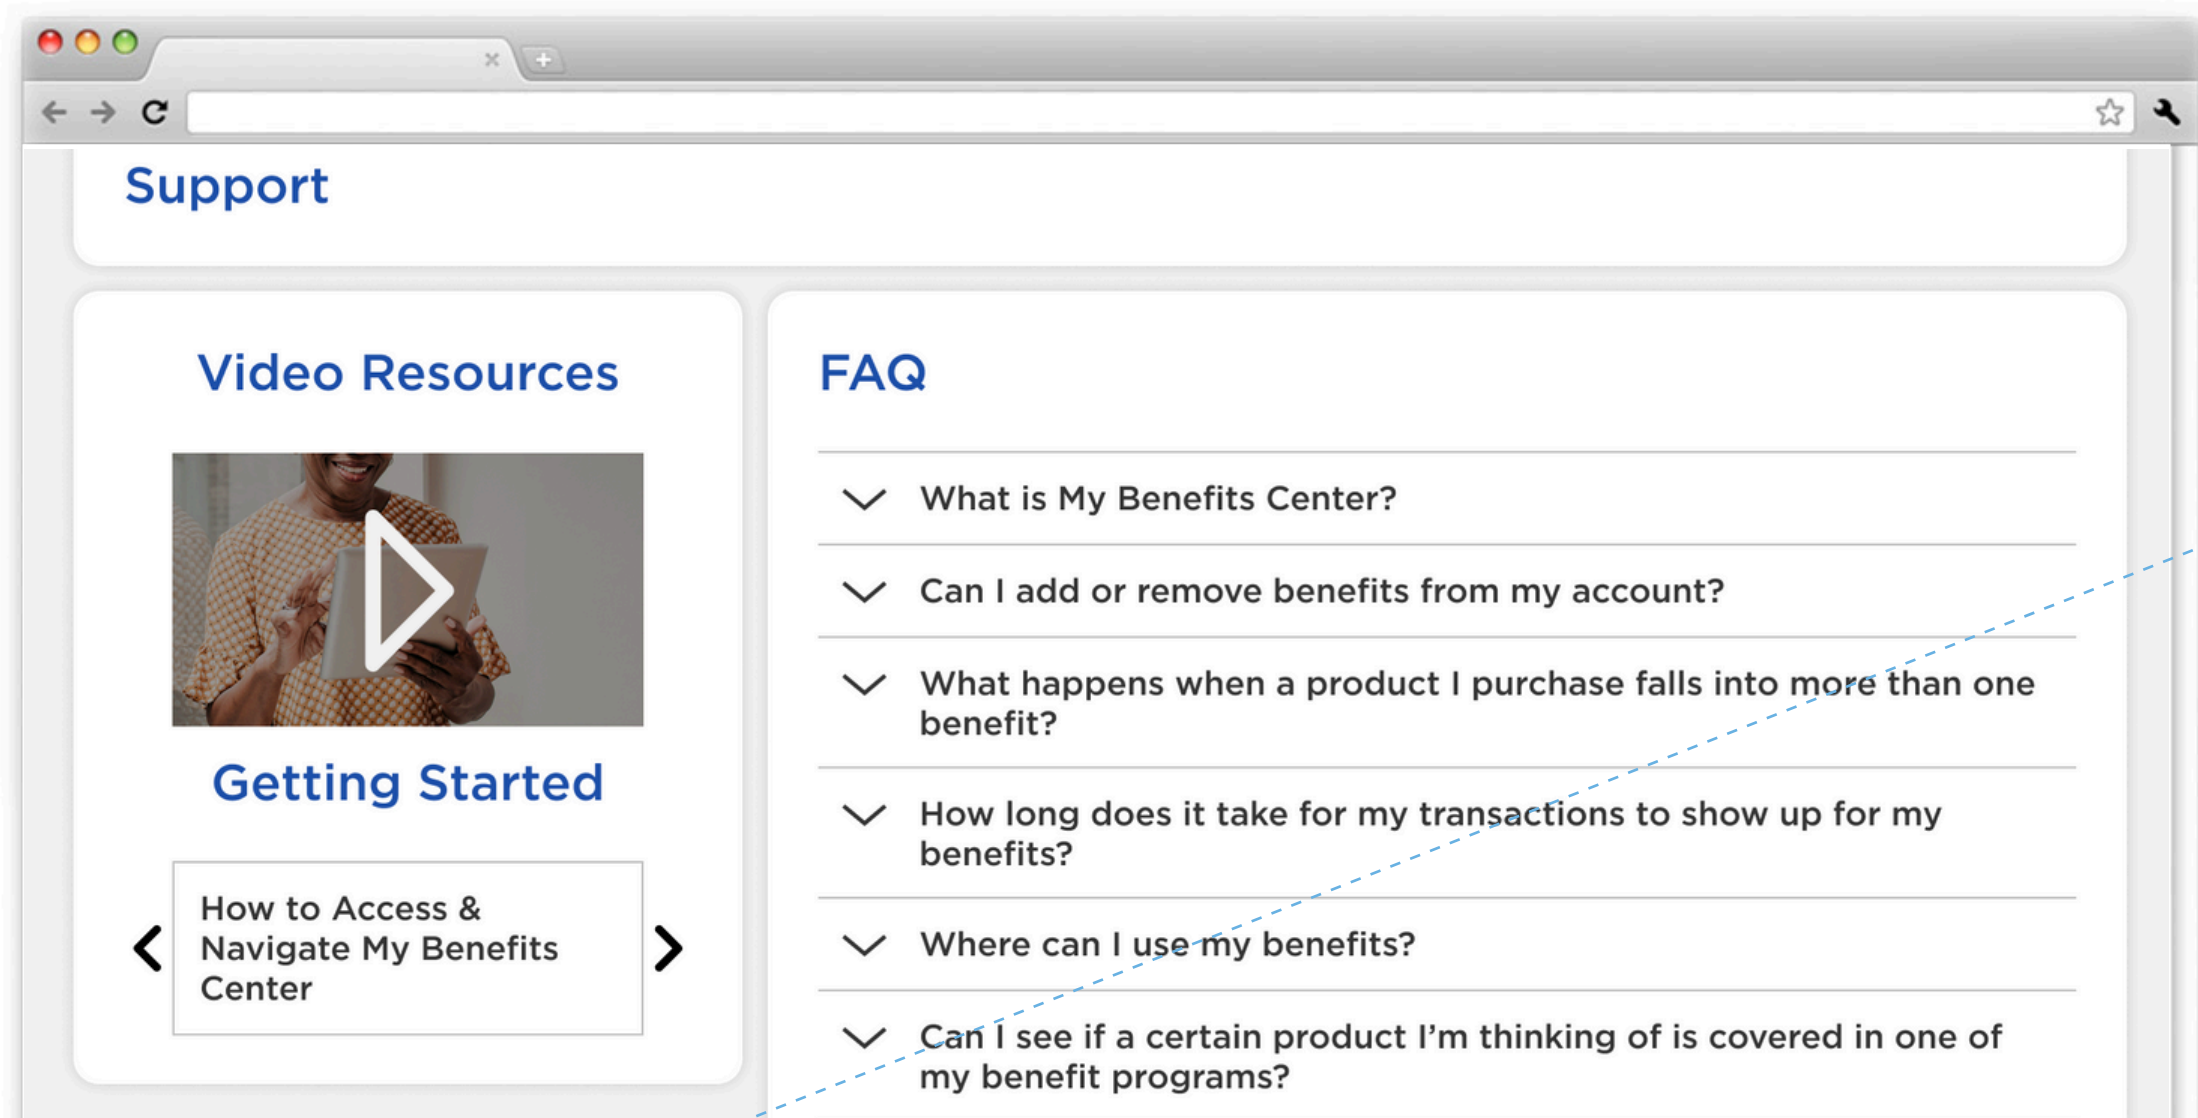 Support
Video Resources
Getting Started
How to Access &
Navigate My Benefits
Center
FAQ
What is My Benefits Center?
Can I add or remove benefits from my account?
What happens when a product I purchase falls into more than one
benefit?
How long does it take for my transactions to show up for my
benefits?
Where can I use my benefits?
Can I see if a certain product I’m thinking of is covered in one of
my benefit programs?